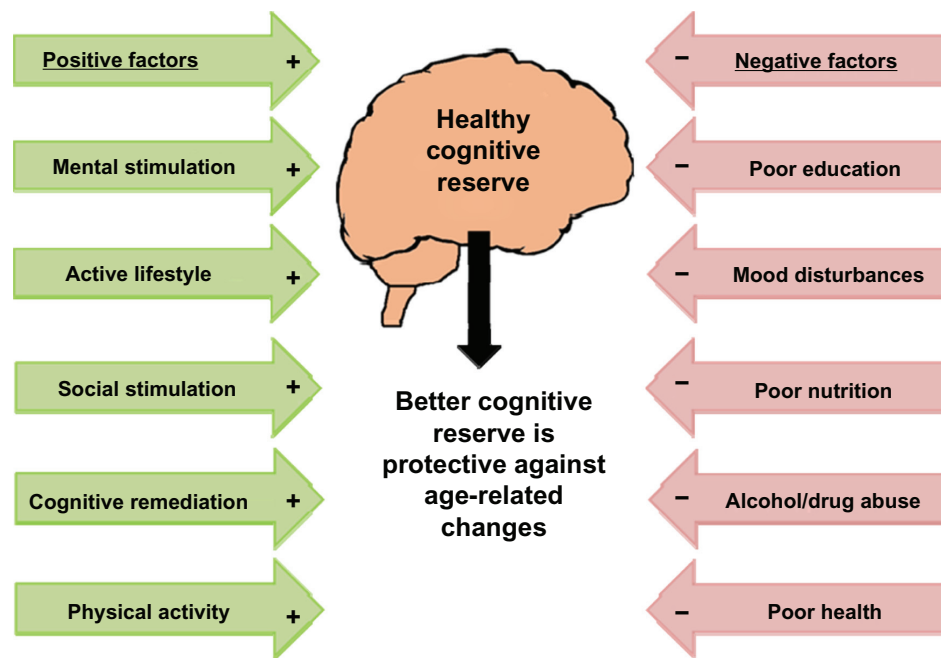 Positive factors +
Mental stimulation +
Active lifestyle +
Social stimulation +
Cognitive remediation +
Physical activity +
Healthy
cognitive
reserve
Better cognitive
reserve is
protective against
age-related
changes
− Negative factors
− Poor education
− Mood disturbances
− Poor nutrition
− Alcohol/drug abuse
− Poor health